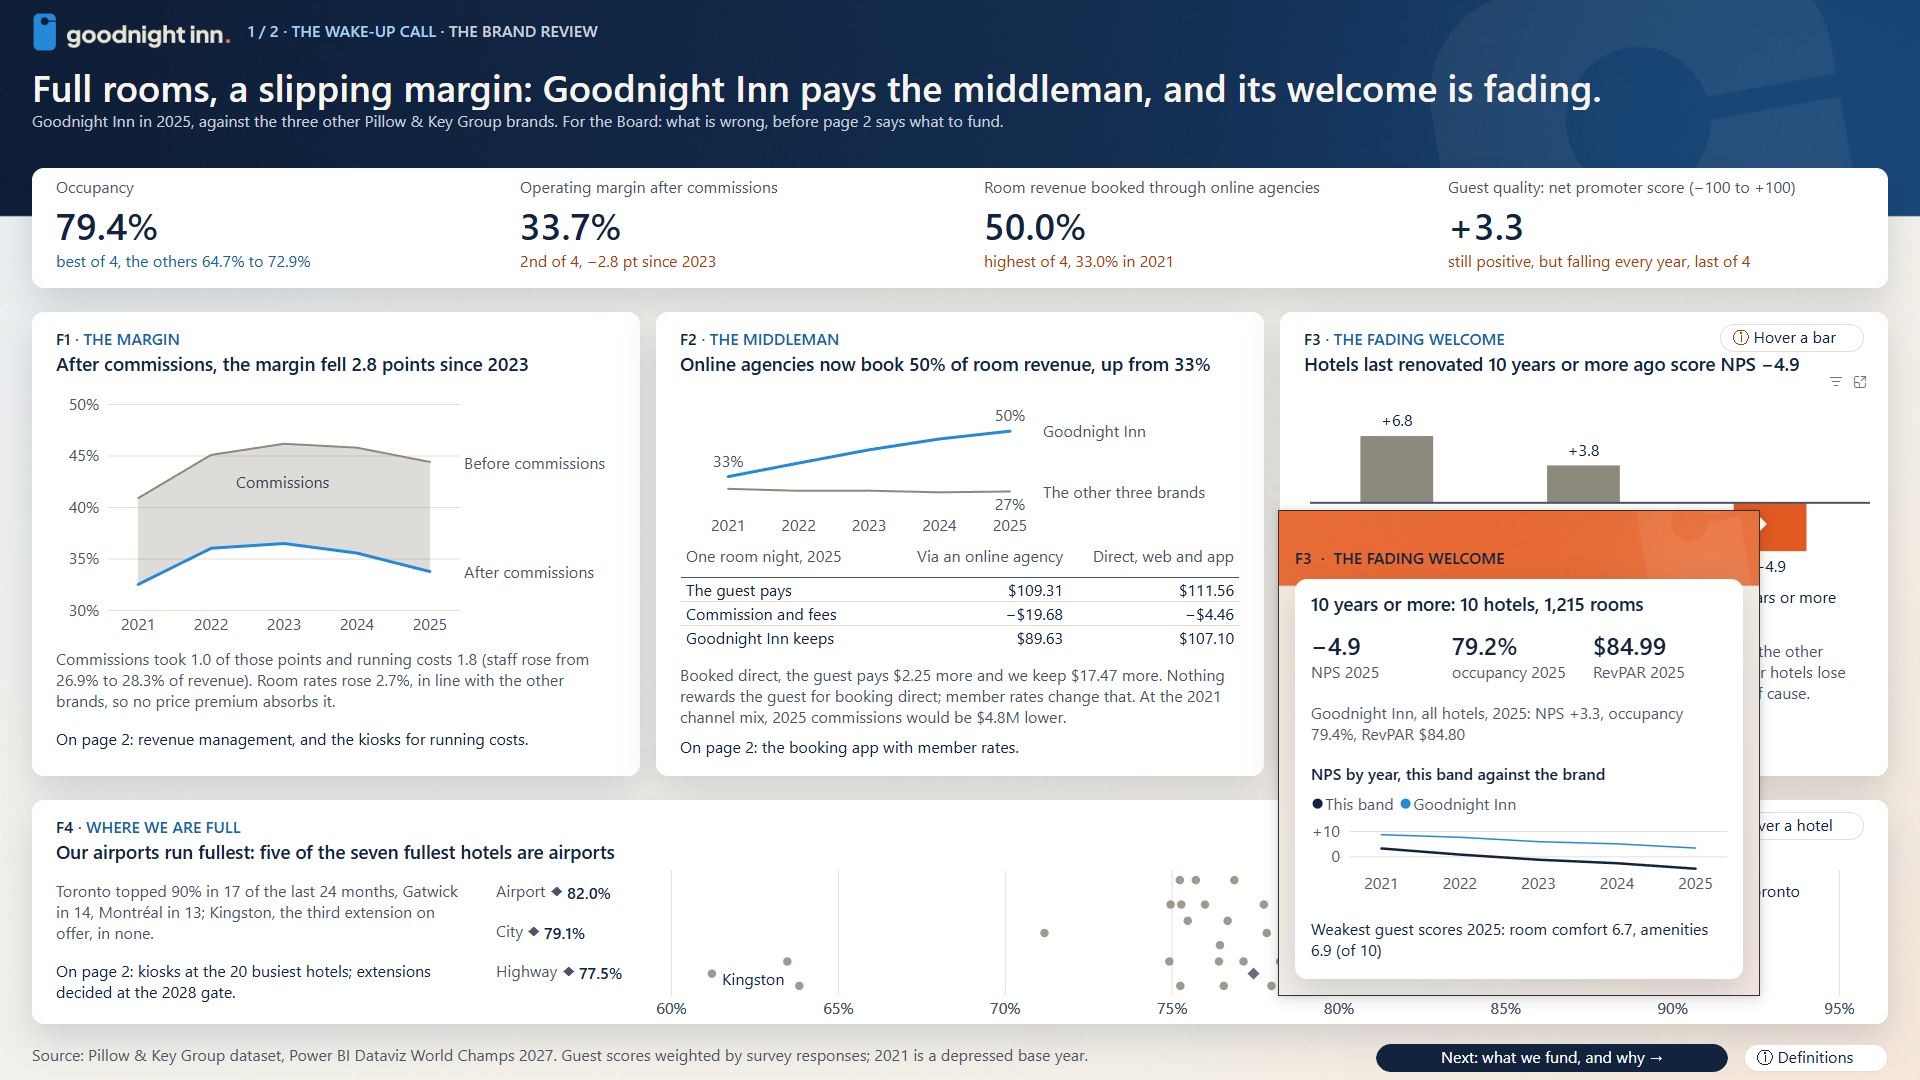 goodnight inn.
1 / 2 · THE WAKE-UP CALL · THE BRAND REVIEW
Full rooms, a slipping margin: Goodnight Inn pays the middleman, and its welcome is fading.
Goodnight Inn in 2025, against the three other Pillow & Key Group brands. For the Board: what is wrong, before page 2 says what to fund.
Occupancy
79.4%
best of 4, the others 64.7% to 72.9%
Operating margin after commissions
33.7%
2nd of 4, −2.8 pt since 2023
Room revenue booked through online agencies
50.0%
highest of 4, 33.0% in 2021
Guest quality: net promoter score (−100 to +100)
+3.3
still positive, but falling every year, last of 4
F1 · THE MARGIN
After commissions, the margin fell 2.8 points since 2023
50%
45%
40%
35%
30%
Commissions
Before commissions
After commissions
2021 2022 2023 2024 2025
Commissions took 1.0 of those points and running costs 1.8 (staff rose from
26.9% to 28.3% of revenue). Room rates rose 2.7%, in line with the other
brands, so no price premium absorbs it.
On page 2: revenue management, and the kiosks for running costs.
F2 · THE MIDDLEMAN
Online agencies now book 50% of room revenue, up from 33%
33%
50%
Goodnight Inn
The other three brands
27%
2021 2022 2023 2024 2025
One room night, 2025 Via an online agency Direct, web and app
The guest pays $109.31 $111.56
Commission and fees −$19.68 −$4.46
Goodnight Inn keeps $89.63 $107.10
Booked direct, the guest pays $2.25 more and we keep $17.47 more. Nothing
rewards the guest for booking direct; member rates change that. At the 2021
channel mix, 2025 commissions would be $4.8M lower.
On page 2: the booking app with member rates.
F3 · THE FADING WELCOME
Hover a bar
Hotels last renovated 10 years or more ago score NPS −4.9
+6.8
+3.8
-4.9
ars or more
the other
r hotels lose
f cause.
F3 · THE FADING WELCOME
10 years or more: 10 hotels, 1,215 rooms
−4.9 79.2% $84.99
NPS 2025 occupancy 2025 RevPAR 2025
Goodnight Inn, all hotels, 2025: NPS +3.3, occupancy
79.4%, RevPAR $84.80
NPS by year, this band against the brand
This band Goodnight Inn
+10
0
2021 2022 2023 2024 2025
Weakest guest scores 2025: room comfort 6.7, amenities
6.9 (of 10)
F4 · WHERE WE ARE FULL
ver a hotel
Our airports run fullest: five of the seven fullest hotels are airports
Toronto topped 90% in 17 of the last 24 months, Gatwick
in 14, Montréal in 13; Kingston, the third extension on
offer, in none.
On page 2: kiosks at the 20 busiest hotels; extensions
decided at the 2028 gate.
Airport 82.0%
City 79.1%
Highway 77.5%
Kingston
ronto
60% 65% 70% 75% 80% 85% 90% 95%
Source: Pillow & Key Group dataset, Power BI Dataviz World Champs 2027. Guest scores weighted by survey responses; 2021 is a depressed base year.
Next: what we fund, and why →
Definitions